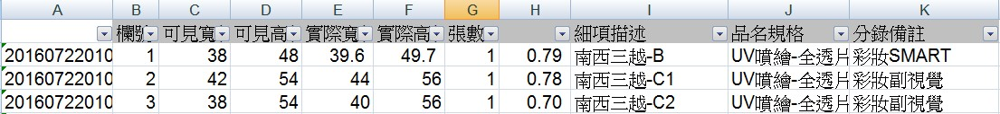 A B C D E F G H I J K
欄號 可見寬 可見高 實際寬 實際高 張數 細項描述 品名規格 分錄備註
20160722010 1 38 48 39.6 49.7 1 0.79 南西三越-B UV噴繪-全透片 彩妝SMART
20160722010 2 42 54 44 56 1 0.78 南西三越-C1 UV噴繪-全透片 彩妝副視覺
20160722010 3 38 54 40 56 1 0.70 南西三越-C2 UV噴繪-全透片 彩妝副視覺